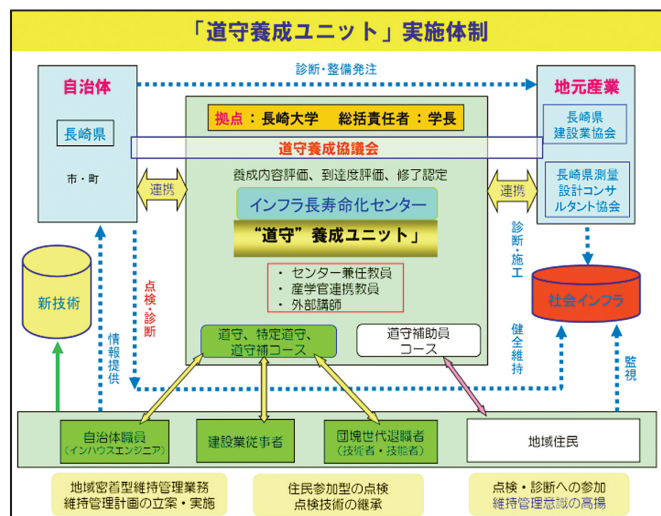 「道守養成ユニット」実施体制
自治体
長崎県
市・町
診断・整備発注
地元産業
長崎県
建設業協会
長崎県測量
設計コンサ
ルタント協会
拠点：長崎大学　総括責任者：学長
道守養成協議会
養成内容評価、到達度評価、修了認定
連携
連携
インフラ長寿命化センター
“道守”養成ユニット」
・ センター兼任教員
・ 産学官連携教員
・ 外部講師
道守、特定道守、
道守補コース
道守補助員
コース
新技術
情報提供
点検・診断
診断・施工
社会インフラ
健全維持
監視
自治体職員
（インハウスエンジニア）
建設業従事者
団塊世代退職者
（技術者・技能者）
地域住民
地域密着型維持管理業務
維持管理計画の立案・実施
住民参加型の点検
点検技術の継承
点検・診断への参加
維持管理意識の高揚